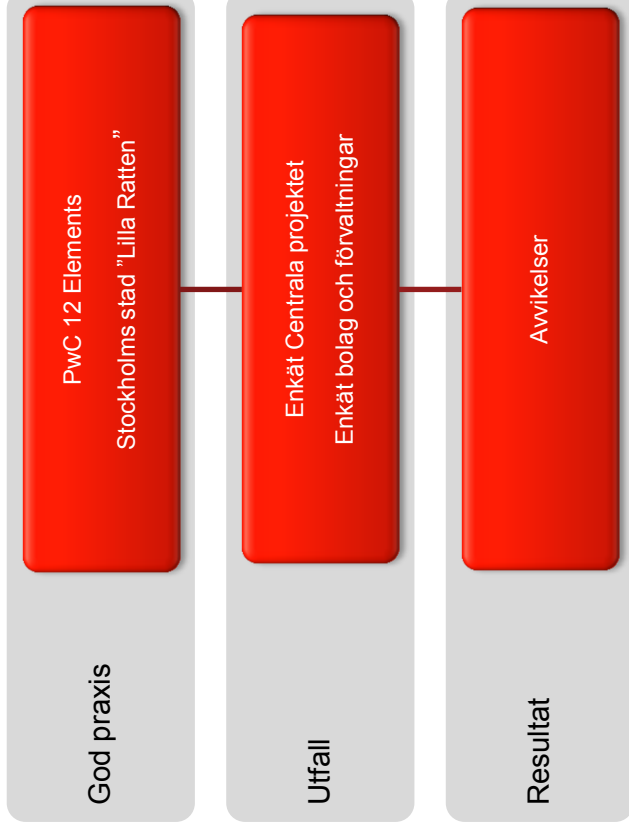 God praxis
PwC 12 Elements
Stockholms stad ”Lilla Ratten”
Utfall
Enkät Centrala projektet
Enkät bolag och förvaltningar
Resultat
Avvikelser